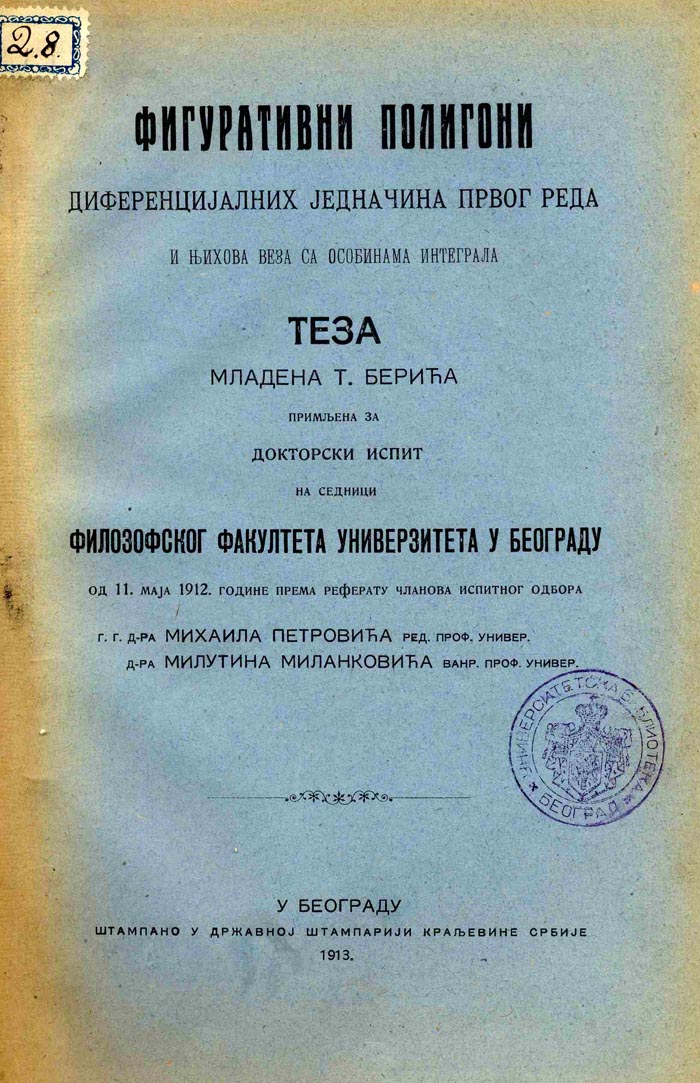 2.8.
ФИГУРАТИВНИ ПОЛИГОНИ
ДИФЕРЕНЦИЈАЛНИХ ЈЕДНАЧИНА ПРВОГ РЕДА
И ЊИХОВА ВЕЗА СА ОСОБИНАМА ИНТЕГРАЛА
ТЕЗА
МЛАДЕНА Т. БЕРИЋА
ПРИМЉЕНА ЗА
ДОКТОРСКИ ИСПИТ
НА СЕДНИЦИ
ФИЛОЗОФСКОГ ФАКУЛТЕТА УНИВЕРЗИТЕТА У БЕОГРАДУ
ОД 11. МАЈА 1912. ГОДИНЕ ПРЕМА РЕФЕРАТУ ЧЛАНОВА ИСПИТНОГ ОДБОРА
Г. Г. Д-РА МИХАИЛА ПЕТРОВИЋА РЕД. ПРОФ. УНИВЕР.
Д-РА МИЛУТИНА МИЛАНКОВИЋА ВАНР. ПРОФ. УНИВЕР.
УНИВЕРСИТЕТСКА БИБЛИОТЕКА
БЕОГРАД
У БЕОГРАДУ
ШТАМПАНО У ДРЖАВНОЈ ШТАМПАРИЈИ КРАЉЕВИНЕ СРБИЈЕ
1913.